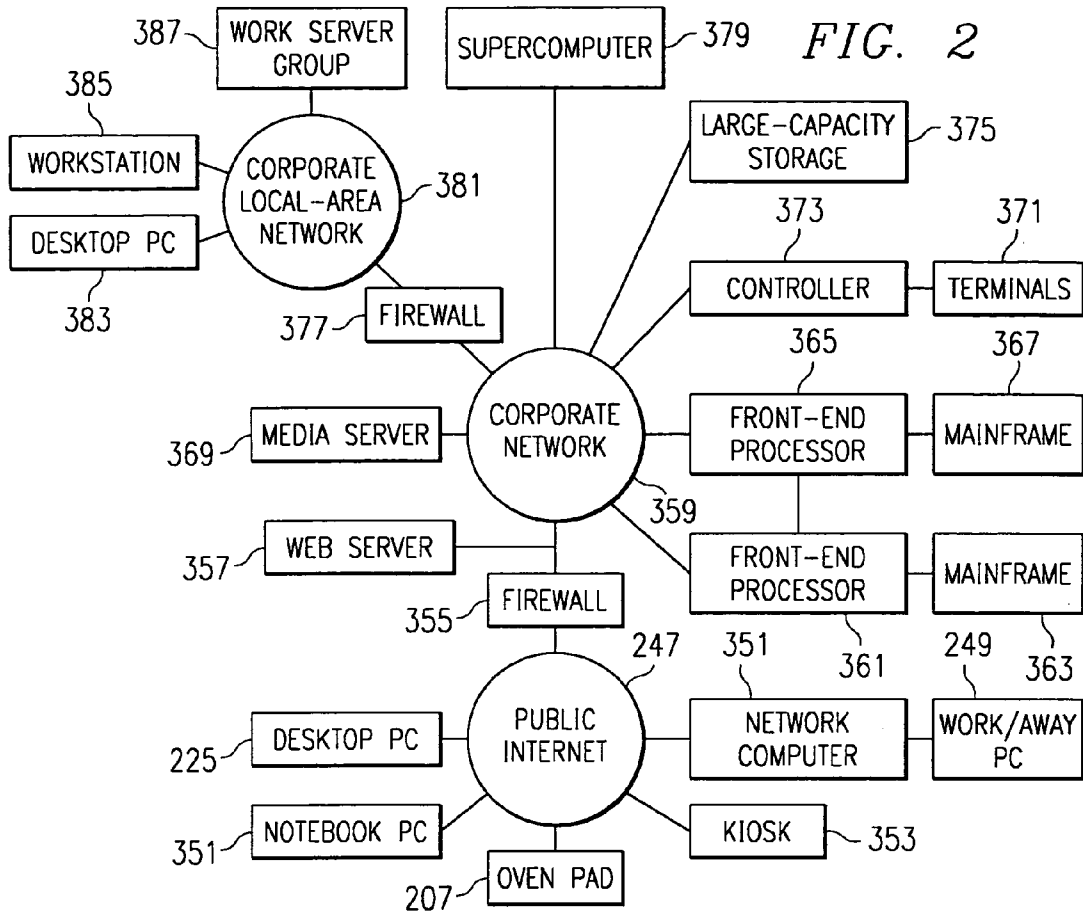 FIG. 2
387
WORK SERVER
GROUP
SUPERCOMPUTER
379
385
WORKSTATION
CORPORATE
LOCAL-AREA
NETWORK
381
LARGE-CAPACITY
STORAGE
375
DESKTOP PC
383
373
371
CONTROLLER
TERMINALS
377
FIREWALL
365
367
MEDIA SERVER
369
CORPORATE
NETWORK
359
FRONT-END
PROCESSOR
MAINFRAME
WEB SERVER
357
FRONT-END
PROCESSOR
MAINFRAME
361
363
FIREWALL
355
247
351
249
DESKTOP PC
225
PUBLIC
INTERNET
NETWORK
COMPUTER
WORK/AWAY
PC
NOTEBOOK PC
351
KIOSK
353
OVEN PAD
207